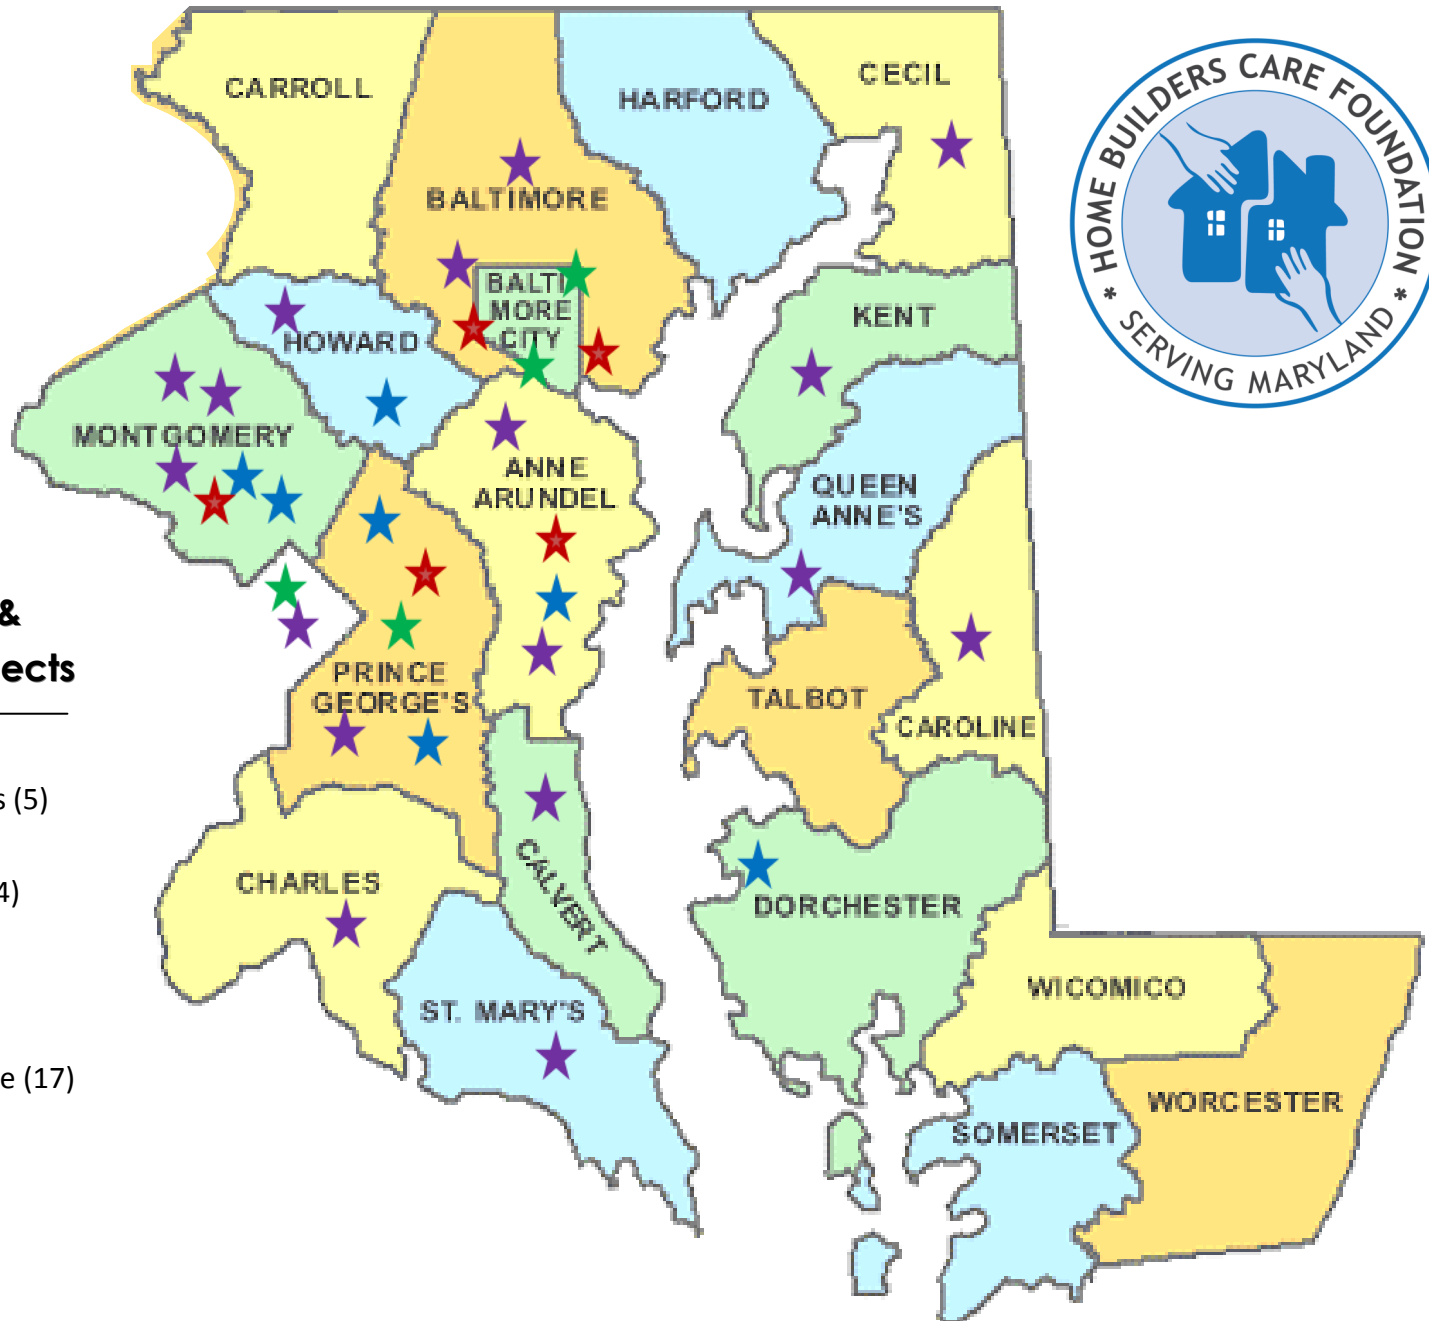 CARROLL
HARFORD
CECIL
BALTIMORE
BALTI
MORE
CITY
HOWARD
KENT
MONTGOMERY
ANNE
ARUNDEL
QUEEN
ANNE'S
&
ects
PRINCE
GEORGE'S
TALBOT
CAROLINE
s (5)
4)
CHARLES
CALVERT
DORCHESTER
WICOMICO
ST. MARY'S
e (17)
WORCESTER
SOMERSET
HOME BUILDERS CARE FOUNDATION
* SERVING MARYLAND *